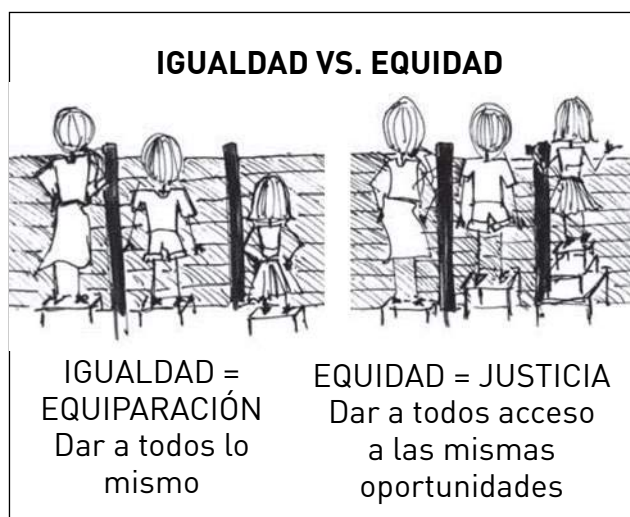 IGUALDAD VS. EQUIDAD
IGUALDAD =
EQUIPARACIÓN
Dar a todos lo
mismo
EQUIDAD = JUSTICIA
Dar a todos acceso
a las mismas
oportunidades